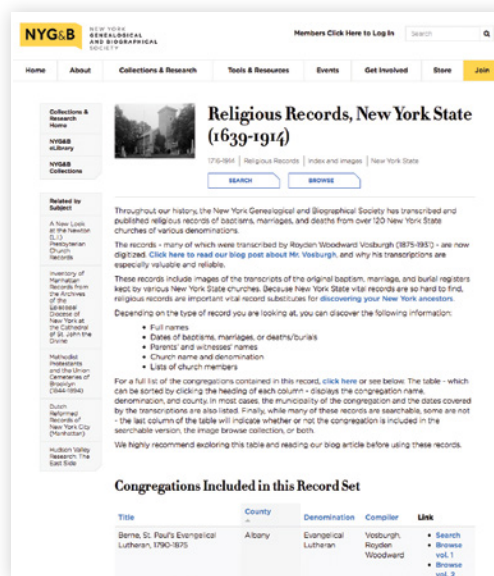 NYG&B
NEW YORK
GENEALOGICAL
AND BIOGRAPHICAL
SOCIETY
Members Click Here to Log In
Search
Home About Collections & Research Tools & Resources Events Get Involved Store Join
Collections &
Research
Home
NYG&B
eLibrary
NYG&B
Collections
Related by
Subject
A New Look
at the Newton
(L.I.)
Presbyterian
Church
Records
Inventory of
Manhattan
Records from
the Archives
of the
Episcopal
Diocese of
New York at
the Cathedral
of St. John the
Divine
Methodist
Protestants
and the Union
Cemeteries of
Brooklyn
(1844-1894)
Dutch
Reformed
Records of
New York City
(Manhattan)
Hudson Valley
Research: The
East Side
Religious Records, New York State
(1639-1914)
1716-1914 | Religious Records | Index and images | New York State
SEARCH BROWSE
Throughout our history, the New York Genealogical and Biographical Society has transcribed and
published religious records of baptisms, marriages, and deaths from over 120 New York State
churches of various denominations.
The records - many of which were transcribed by Royden Woodward Vosburgh (1875-1931) - are now
digitized. Click here to read our blog post about Mr. Vosburgh, and why his transcriptions are
especially valuable and reliable.
These records include images of the transcripts of the original baptism, marriage, and burial registers
kept by various New York State churches. Because New York State vital records are so hard to find,
religious records are important vital record substitutes for discovering your New York ancestors.
Depending on the type of record you are looking at, you can discover the following information:
• Full names
• Dates of baptisms, marriages, or deaths/burials
• Parents' and witnesses' names
• Church name and denomination
• Lists of church members
For a full list of the congregations contained in this record, click here or see below. The table - which
can be sorted by clicking the heading of each column - displays the congregation name,
denomination, and county. In most cases, the municipality of the congregation and the dates covered
by the transcriptions are also listed. Finally, while many of these records are searchable, some are not
- the last column of the table will indicate whether or not the congregation is included in the
searchable version, the image browse collection, or both.
We highly recommend exploring this table and reading our blog article before using these records.
Congregations Included in this Record Set
Title County Denomination Compiler Link
Berne, St. Paul's Evangelical Albany Evangelical Vosburgh, • Search
Lutheran, 1790-1875 Lutheran Royden • Browse
Woodward vol. 1
• Browse
vol. 2